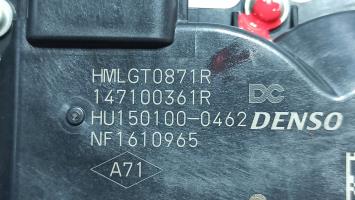 HMLGT0871R
147100361R DC
HU150100-0462 DENSO
NF1610965
A71